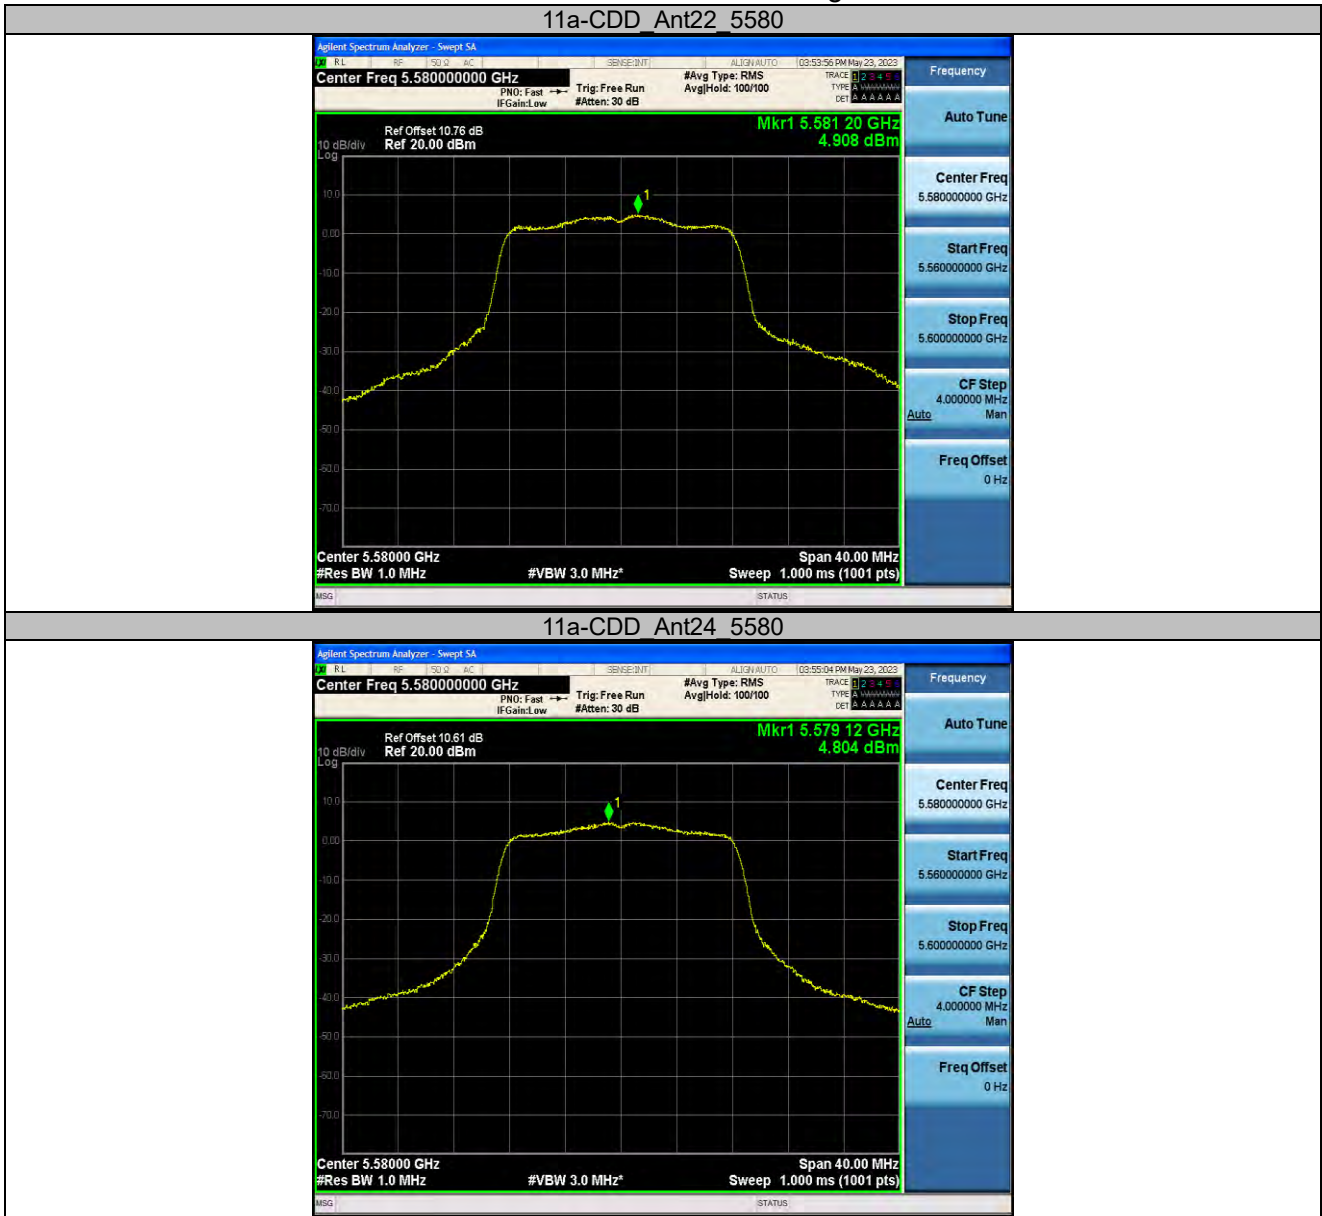 11a-CDD_Ant22_5580
Agilent Spectrum Analyzer - Swept SA
RL RF 50 Ω AC SENSE:INT ALIGN AUTO 03:53:56 PM May 23, 2023
Center Freq 5.580000000 GHz
PNO: Fast
IFGain:Low
Trig: Free Run
#Atten: 30 dB
#Avg Type: RMS
Avg|Hold: 100/100
TRACE 1 2 3 4 5 6
TYPE A
DET A A A A A A
Mkr1 5.581 20 GHz
4.908 dBm
Ref Offset 10.76 dB
10 dB/div Ref 20.00 dBm
Log
10.0
0.00
-10.0
-20.0
-30.0
-40.0
-50.0
-60.0
-70.0
1
Center 5.58000 GHz Span 40.00 MHz
#Res BW 1.0 MHz #VBW 3.0 MHz* Sweep 1.000 ms (1001 pts)
MSG STATUS
Frequency
Auto Tune
Center Freq
5.580000000 GHz
Start Freq
5.560000000 GHz
Stop Freq
5.600000000 GHz
CF Step
4.000000 MHz
Auto Man
Freq Offset
0 Hz
11a-CDD_Ant24_5580
Agilent Spectrum Analyzer - Swept SA
RL RF 50 Ω AC SENSE:INT ALIGN AUTO 03:55:04 PM May 23, 2023
Center Freq 5.580000000 GHz
PNO: Fast
IFGain:Low
Trig: Free Run
#Atten: 30 dB
#Avg Type: RMS
Avg|Hold: 100/100
TRACE 1 2 3 4 5 6
TYPE A
DET A A A A A A
Mkr1 5.579 12 GHz
4.804 dBm
Ref Offset 10.61 dB
10 dB/div Ref 20.00 dBm
Log
10.0
0.00
-10.0
-20.0
-30.0
-40.0
-50.0
-60.0
-70.0
1
Center 5.58000 GHz Span 40.00 MHz
#Res BW 1.0 MHz #VBW 3.0 MHz* Sweep 1.000 ms (1001 pts)
MSG STATUS
Frequency
Auto Tune
Center Freq
5.580000000 GHz
Start Freq
5.560000000 GHz
Stop Freq
5.600000000 GHz
CF Step
4.000000 MHz
Auto Man
Freq Offset
0 Hz